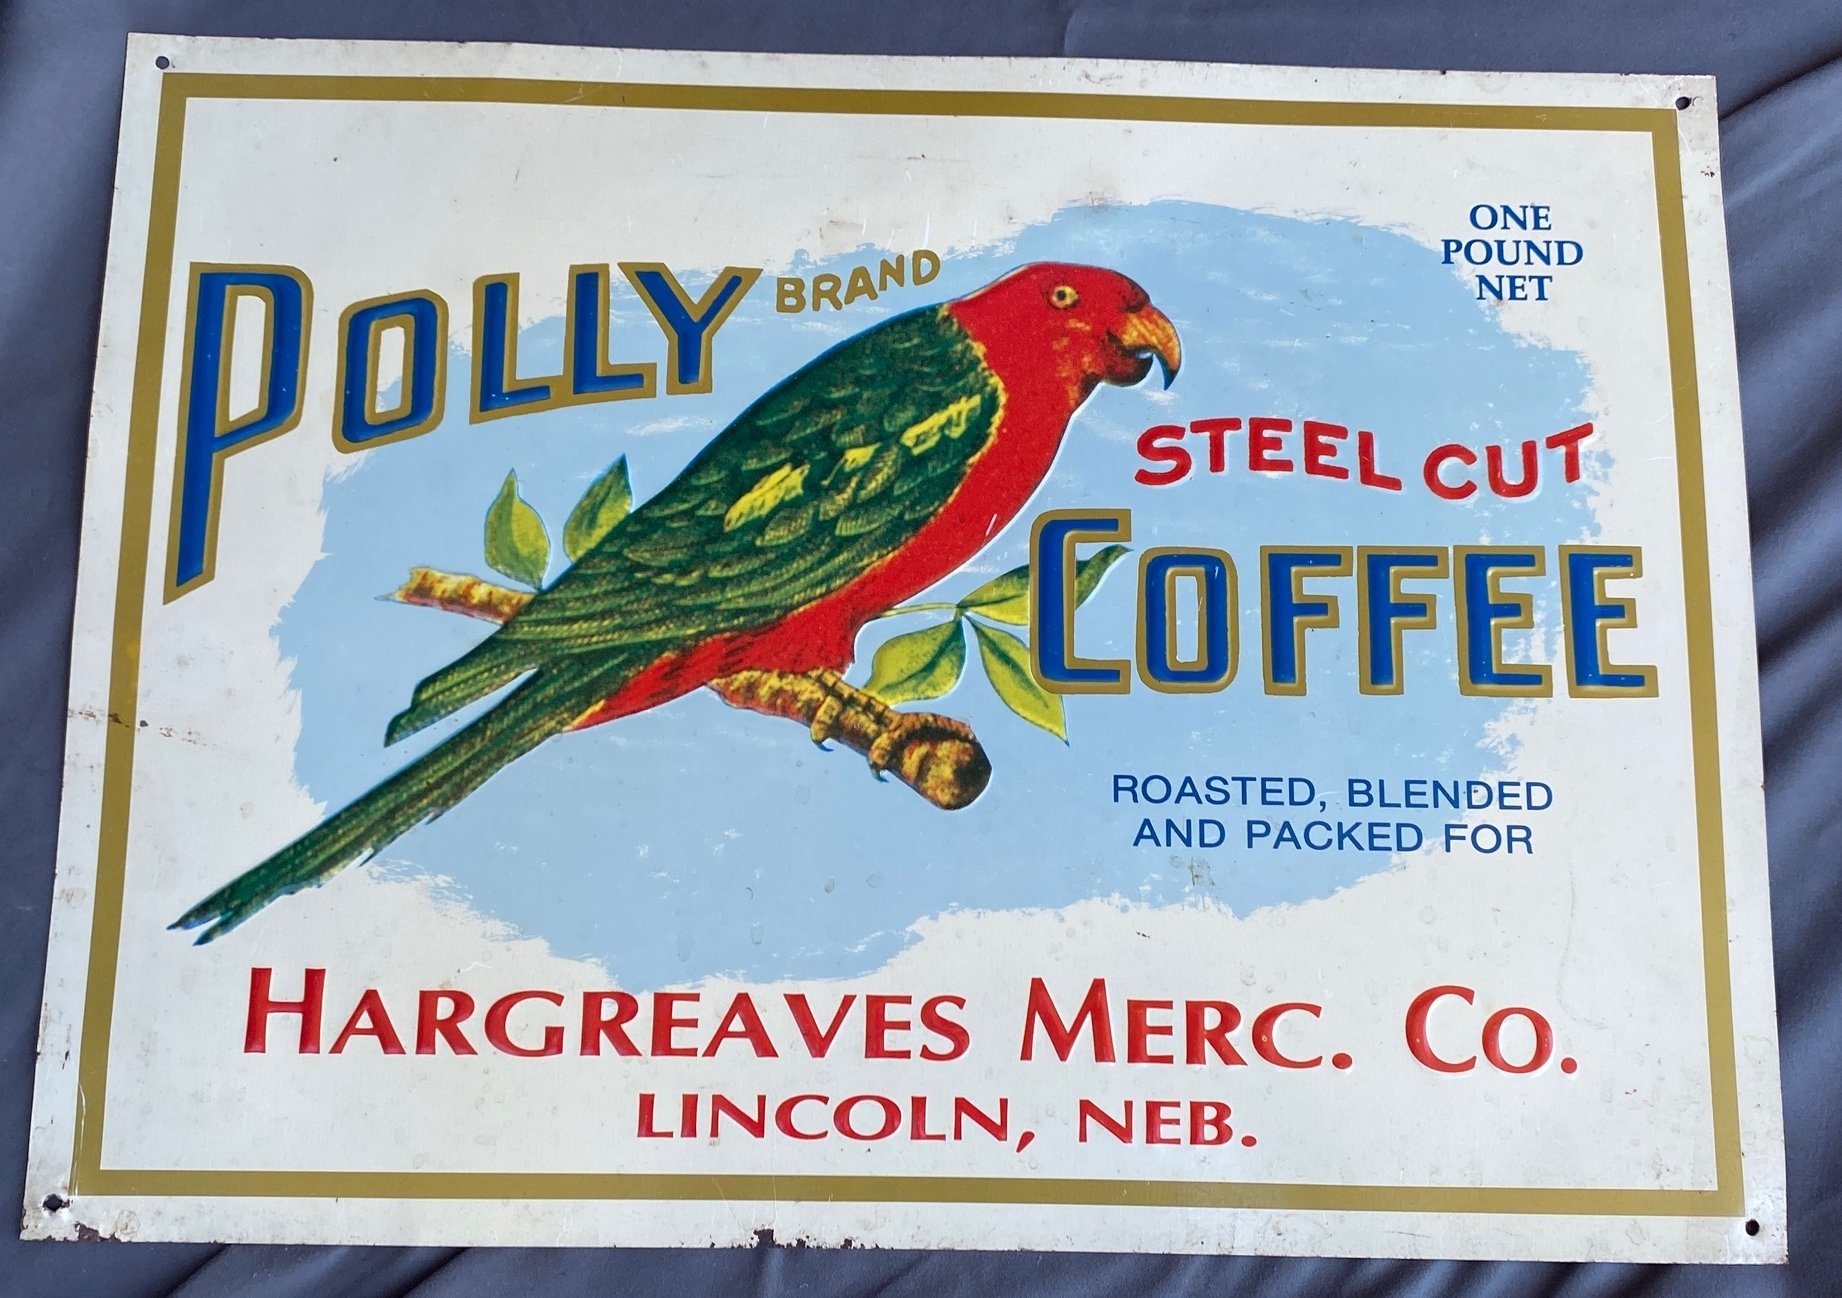 POLLY BRAND
ONE
POUND
NET
STEEL CUT
COFFEE
ROASTED, BLENDED
AND PACKED FOR
HARGREAVES MERC. CO.
LINCOLN, NEB.